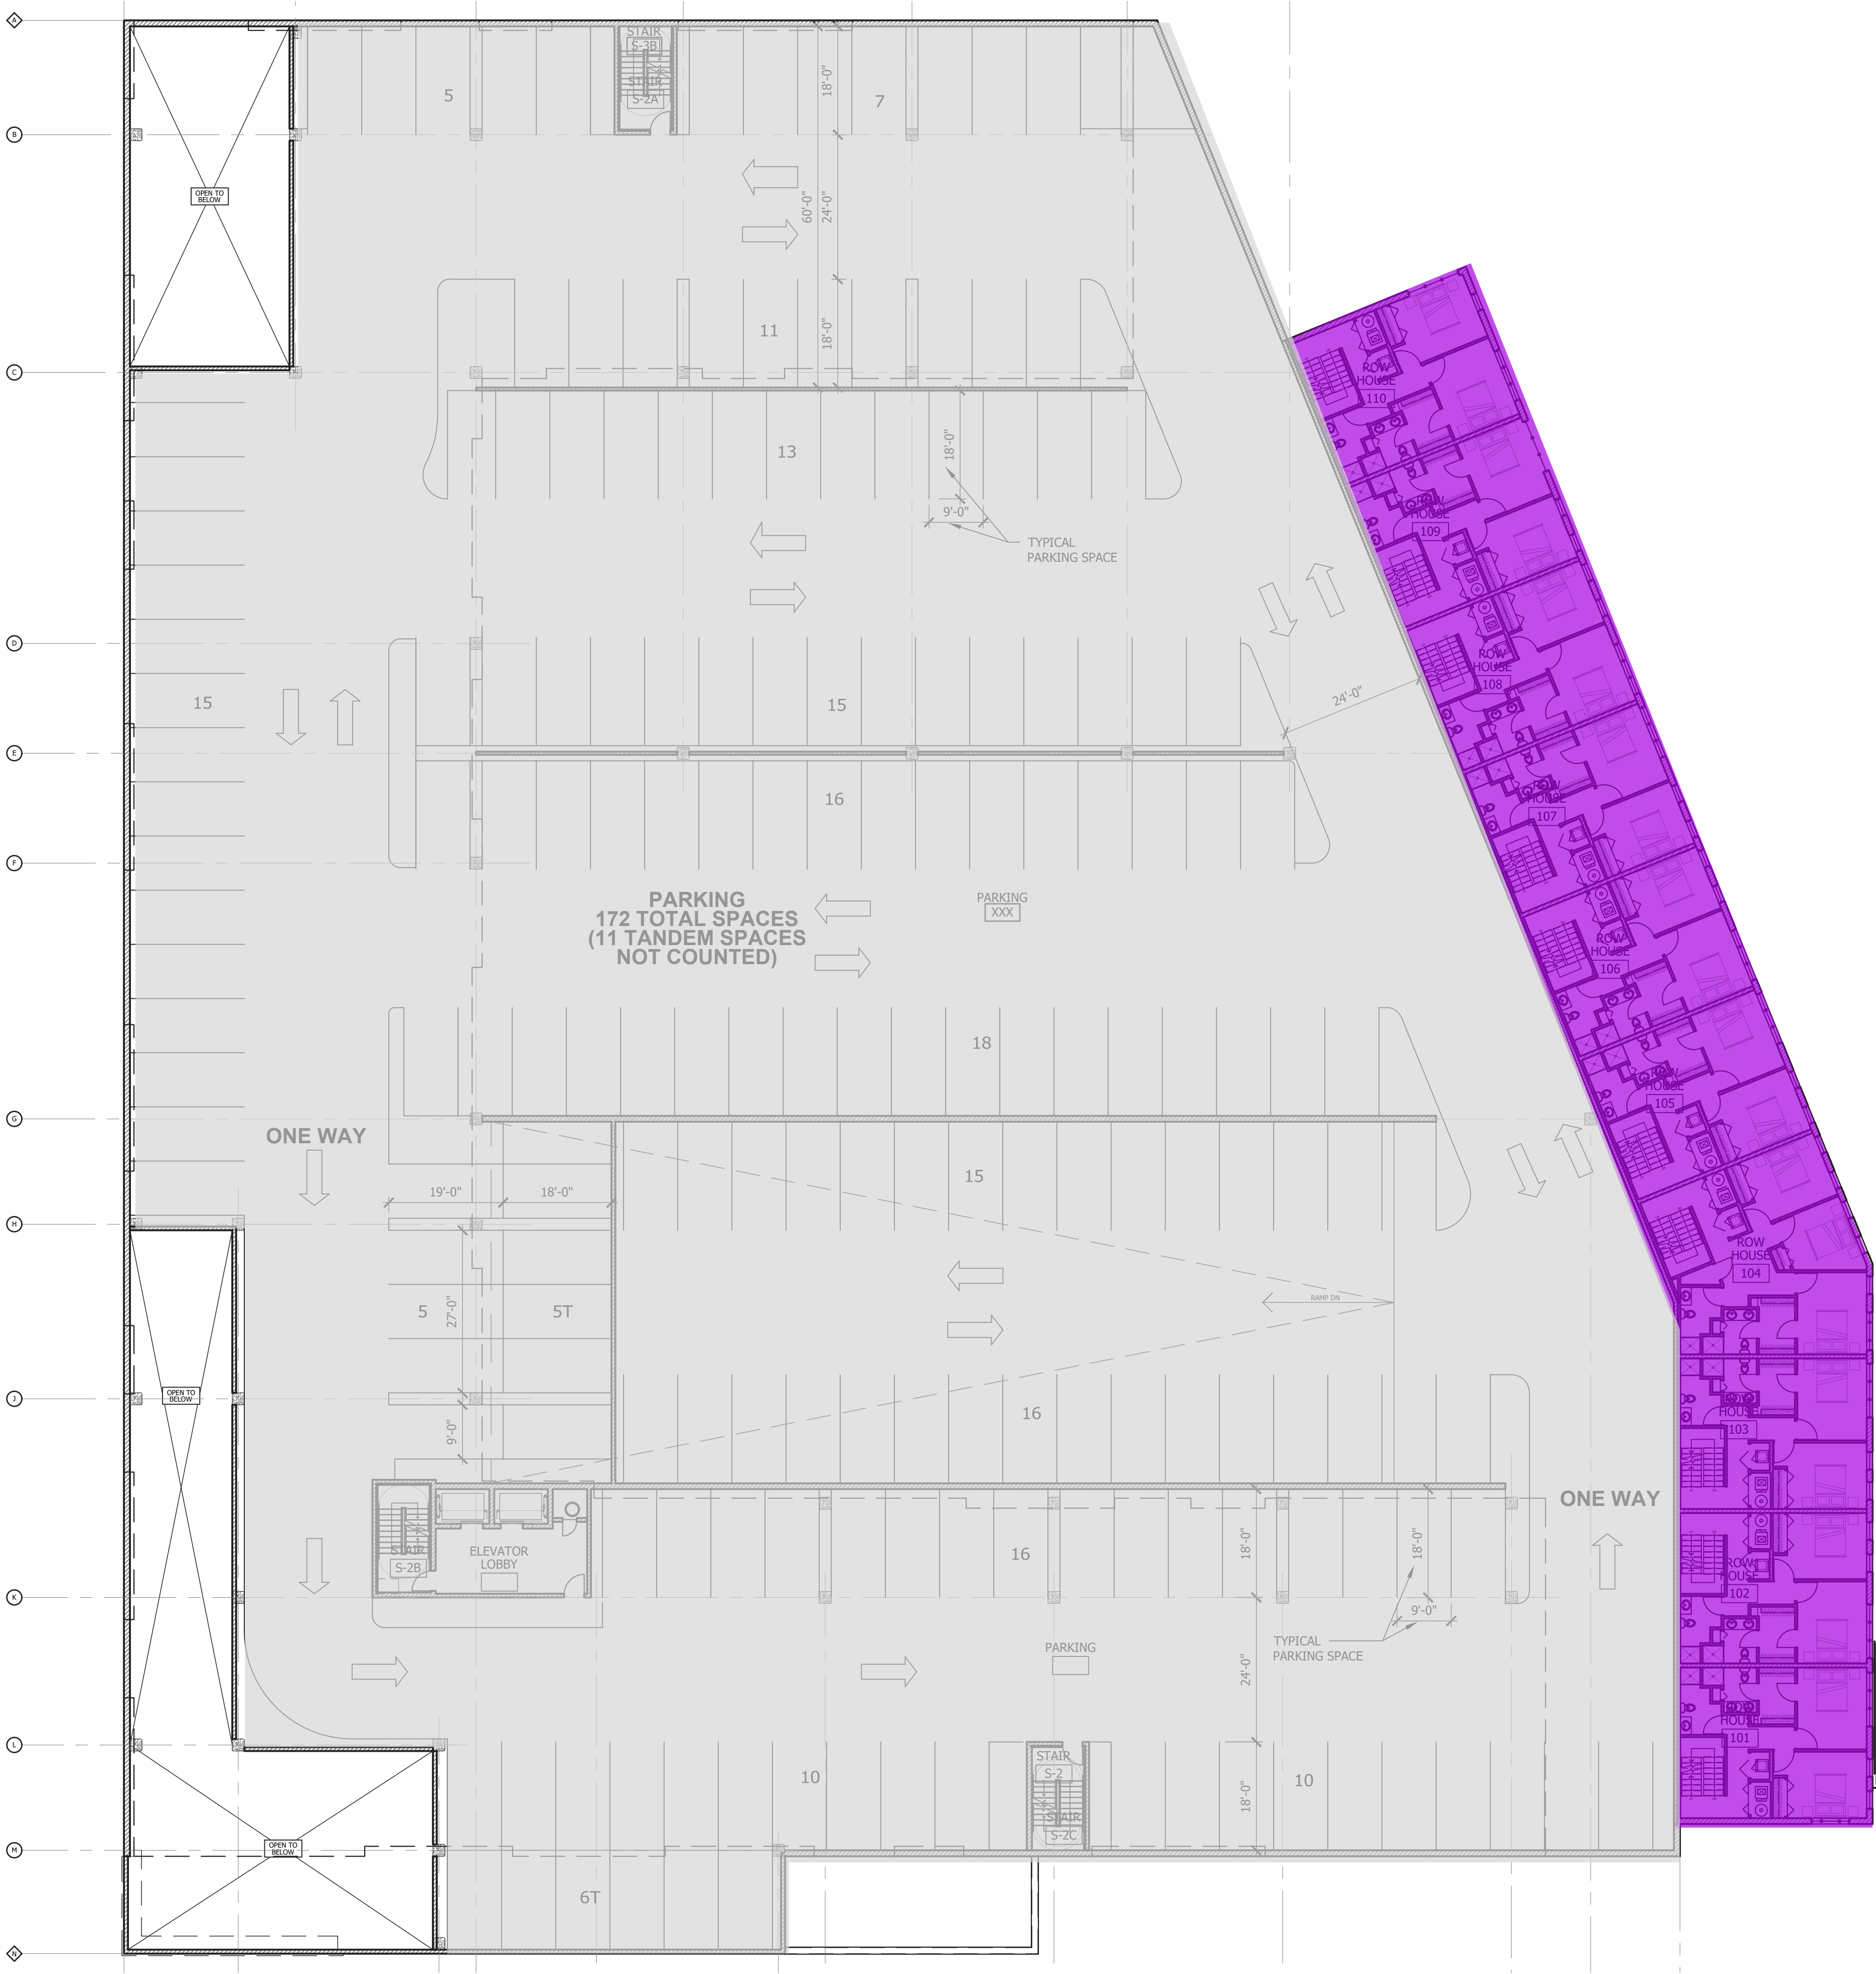 A
STAIR
S-3B
STAIR
S-2A
5
7
18'-0"
B
OPEN TO
BELOW
60'-0"
24'-0"
11
18'-0"
C
ROW
HOUSE
110
13
18'-0"
9'-0"
TYPICAL
PARKING SPACE
ROW
HOUSE
109
D
ROW
HOUSE
108
15
15
24'-0"
E
16
ROW
HOUSE
107
F
PARKING
172 TOTAL SPACES
(11 TANDEM SPACES
NOT COUNTED)
PARKING
XXX
ROW
HOUSE
106
18
ROW
HOUSE
105
G
ONE WAY
15
19'-0"
18'-0"
H
ROW
HOUSE
104
5
27'-0"
5T
RAMP DN
J
OPEN TO
BELOW
16
9'-0"
ROW
HOUSE
103
ONE WAY
STAIR
S-2B
ELEVATOR
LOBBY
16
18'-0"
18'-0"
ROW
HOUSE
102
K
9'-0"
TYPICAL
PARKING SPACE
PARKING
24'-0"
ROW
HOUSE
101
L
10
STAIR
S-2
STAIR
S-2C
10
18'-0"
M
OPEN TO
BELOW
6T
N